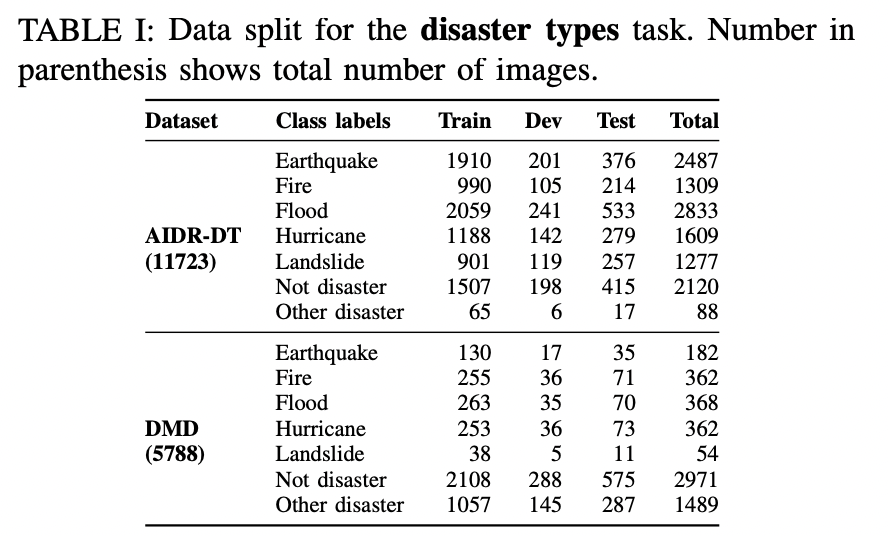 TABLE I: Data split for the disaster types task. Number in
parenthesis shows total number of images.
Dataset Class labels Train Dev Test Total
Earthquake 1910 201 376 2487
Fire 990 105 214 1309
Flood 2059 241 533 2833
AIDR-DT Hurricane 1188 142 279 1609
(11723) Landslide 901 119 257 1277
Not disaster 1507 198 415 2120
Other disaster 65 6 17 88
Earthquake 130 17 35 182
Fire 255 36 71 362
Flood 263 35 70 368
DMD Hurricane 253 36 73 362
(5788) Landslide 38 5 11 54
Not disaster 2108 288 575 2971
Other disaster 1057 145 287 1489